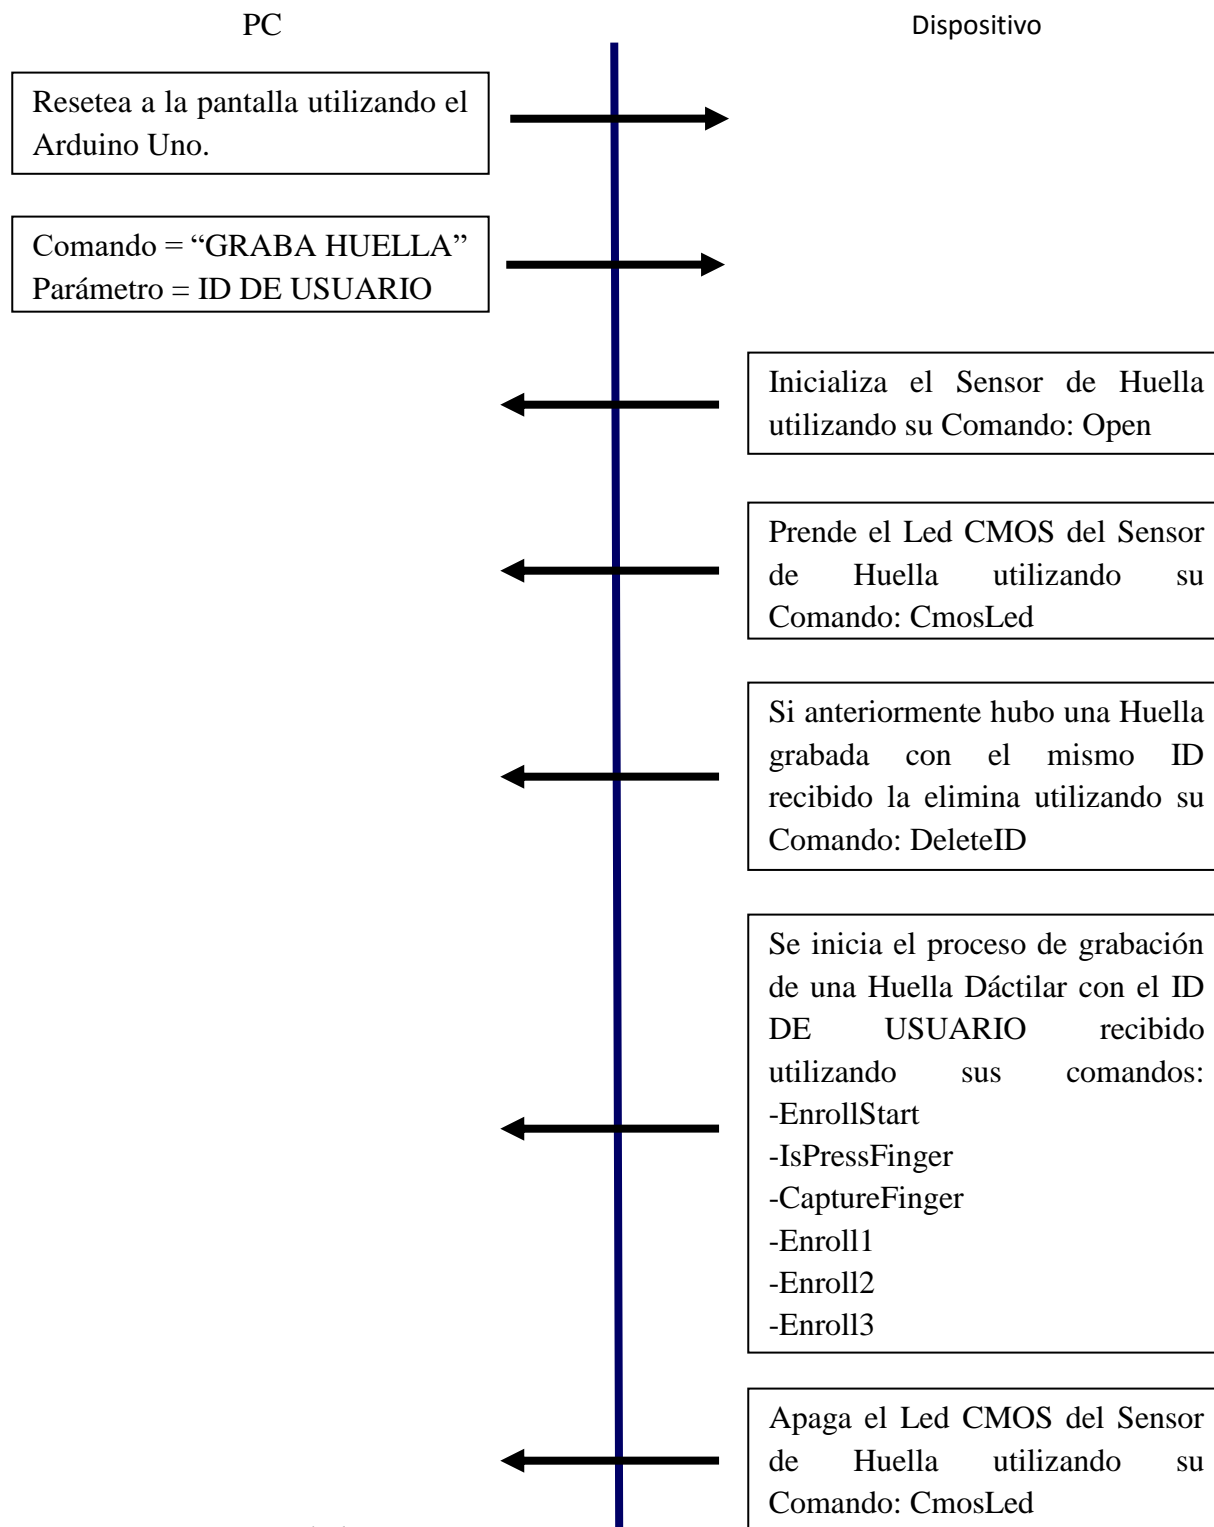 PC
Dispositivo
Resetea a la pantalla utilizando el
Arduino Uno.
Comando = “GRABA HUELLA”
Parámetro = ID DE USUARIO
Inicializa el Sensor de Huella
utilizando su Comando: Open
Prende el Led CMOS del Sensor
de Huella utilizando su
Comando: CmosLed
Si anteriormente hubo una Huella
grabada con el mismo ID
recibido la elimina utilizando su
Comando: DeleteID
Se inicia el proceso de grabación
de una Huella Dáctilar con el ID
DE USUARIO recibido
utilizando sus comandos:
-EnrollStart
-IsPressFinger
-CaptureFinger
-Enroll1
-Enroll2
-Enroll3
Apaga el Led CMOS del Sensor
de Huella utilizando su
Comando: CmosLed